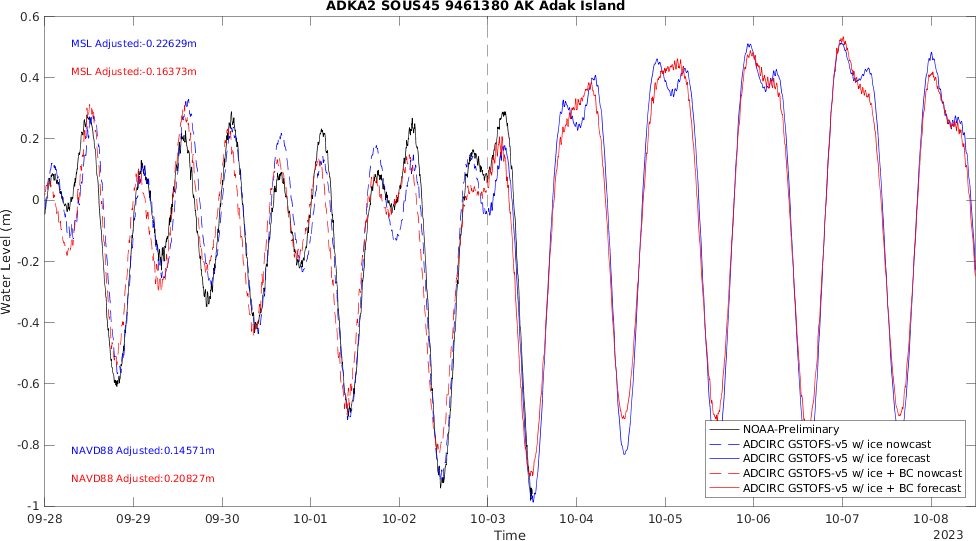 ADKA2 SOUS45 9461380 AK Adak Island
0.6
0.4
0.2
0
-0.2
-0.4
-0.6
-0.8
-1
Water Level (m)
MSL Adjusted:-0.22629m
MSL Adjusted:-0.16373m
NAVD88 Adjusted:0.14571m
NAVD88 Adjusted:0.20827m
NOAA-Preliminary
ADCIRC GSTOFS-v5 w/ ice nowcast
ADCIRC GSTOFS-v5 w/ ice forecast
ADCIRC GSTOFS-v5 w/ ice + BC nowcast
ADCIRC GSTOFS-v5 w/ ice + BC forecast
09-28 09-29 09-30 10-01 10-02 10-03 10-04 10-05 10-06 10-07 10-08
Time 2023